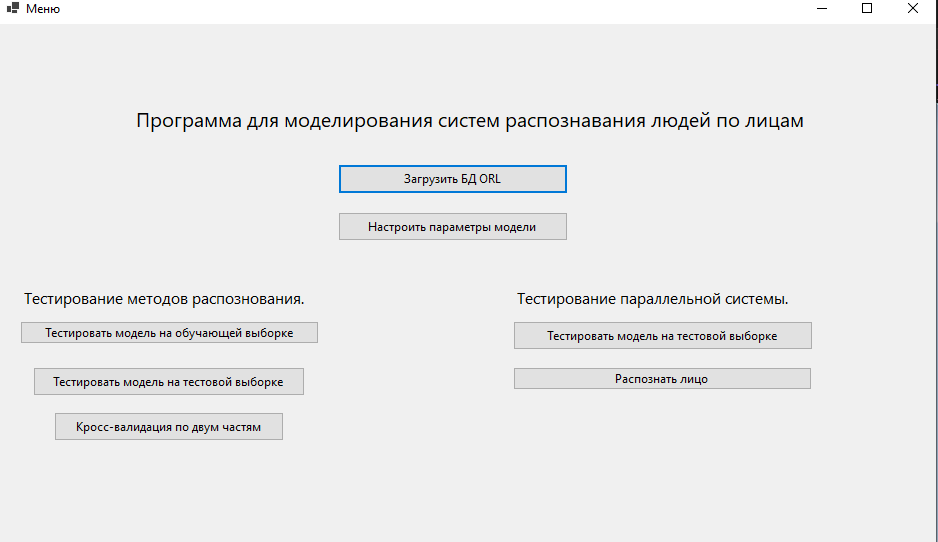 Меню
Программа для моделирования систем распознавания людей по лицам
Загрузить БД ORL
Настроить параметры модели
Тестирование методов распознования.
Тестировать модель на обучающей выборке
Тестировать модель на тестовой выборке
Кросс-валидация по двум частям
Тестирование параллельной системы.
Тестировать модель на тестовой выборке
Распознать лицо